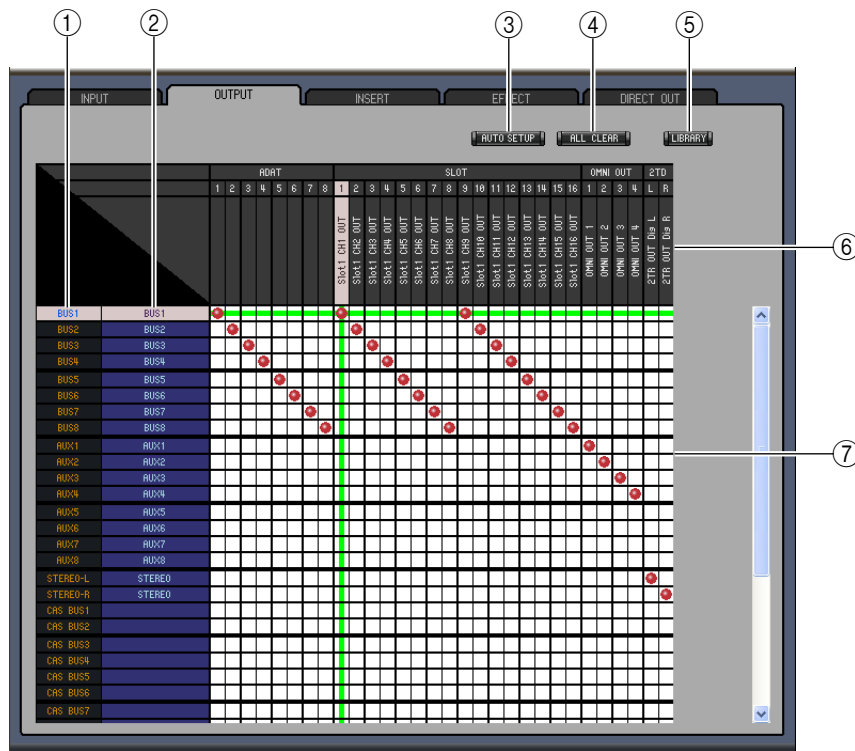 1 2 3 4 5
INPUT OUTPUT INSERT EFFECT DIRECT OUT
AUTO SETUP ALL CLEAR LIBRARY
ADAT SLOT OMNI OUT 2TD
1 2 3 4 5 6 7 8 1 2 3 4 5 6 7 8 9 10 11 12 13 14 15 16 1 2 3 4 L R
Slot1 CH1 OUT
Slot1 CH2 OUT
Slot1 CH3 OUT
Slot1 CH4 OUT
Slot1 CH5 OUT
Slot1 CH6 OUT
Slot1 CH7 OUT
Slot1 CH8 OUT
Slot1 CH9 OUT
Slot1 CH10 OUT
Slot1 CH11 OUT
Slot1 CH12 OUT
Slot1 CH13 OUT
Slot1 CH14 OUT
Slot1 CH15 OUT
Slot1 CH16 OUT
OMNI OUT 1
OMNI OUT 2
OMNI OUT 3
OMNI OUT 4
2TR OUT Dig L
2TR OUT Dig R
6
BUS1 BUS1
BUS2 BUS2
BUS3 BUS3
BUS4 BUS4
BUS5 BUS5
BUS6 BUS6
BUS7 BUS7
BUS8 BUS8
AUX1 AUX1
7
AUX2 AUX2
AUX3 AUX3
AUX4 AUX4
AUX5 AUX5
AUX6 AUX6
AUX7 AUX7
AUX8 AUX8
STEREO-L STEREO
STEREO-R STEREO
CAS BUS1
CAS BUS2
CAS BUS3
CAS BUS4
CAS BUS5
CAS BUS6
CAS BUS7